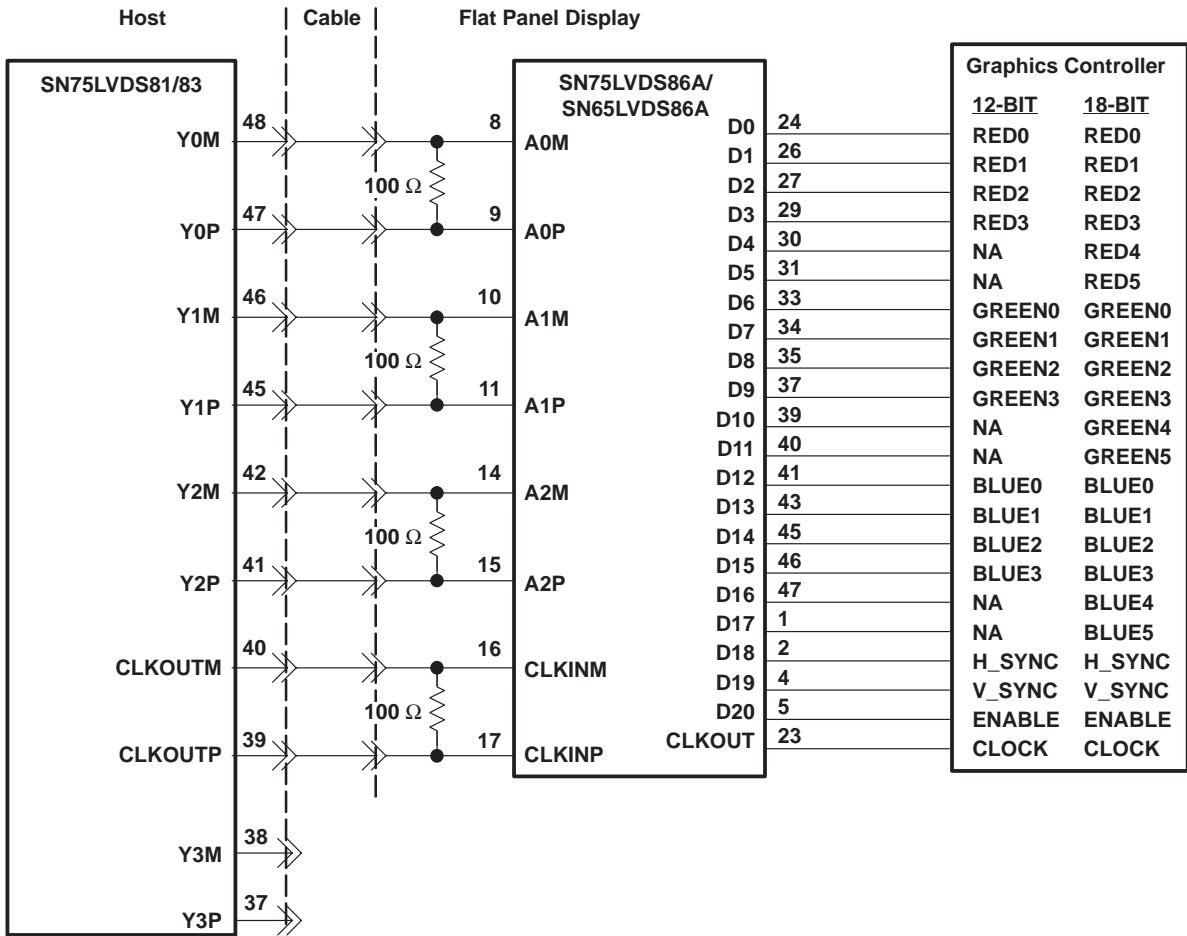 Host Cable Flat Panel Display
SN75LVDS81/83
Y0M 48
Y0P 47
Y1M 46
Y1P 45
Y2M 42
Y2P 41
CLKOUTM 40
CLKOUTP 39
Y3M 38
Y3P 37
100 Ω
100 Ω
100 Ω
100 Ω
SN75LVDS86A/
SN65LVDS86A
8 A0M
9 A0P
10 A1M
11 A1P
14 A2M
15 A2P
16 CLKINM
17 CLKINP
D0 24
D1 26
D2 27
D3 29
D4 30
D5 31
D6 33
D7 34
D8 35
D9 37
D10 39
D11 40
D12 41
D13 43
D14 45
D15 46
D16 47
D17 1
D18 2
D19 4
D20 5
CLKOUT 23
Graphics Controller
12-BIT 18-BIT
RED0 RED0
RED1 RED1
RED2 RED2
RED3 RED3
NA RED4
NA RED5
GREEN0 GREEN0
GREEN1 GREEN1
GREEN2 GREEN2
GREEN3 GREEN3
NA GREEN4
NA GREEN5
BLUE0 BLUE0
BLUE1 BLUE1
BLUE2 BLUE2
BLUE3 BLUE3
NA BLUE4
NA BLUE5
H_SYNC H_SYNC
V_SYNC V_SYNC
ENABLE ENABLE
CLOCK CLOCK